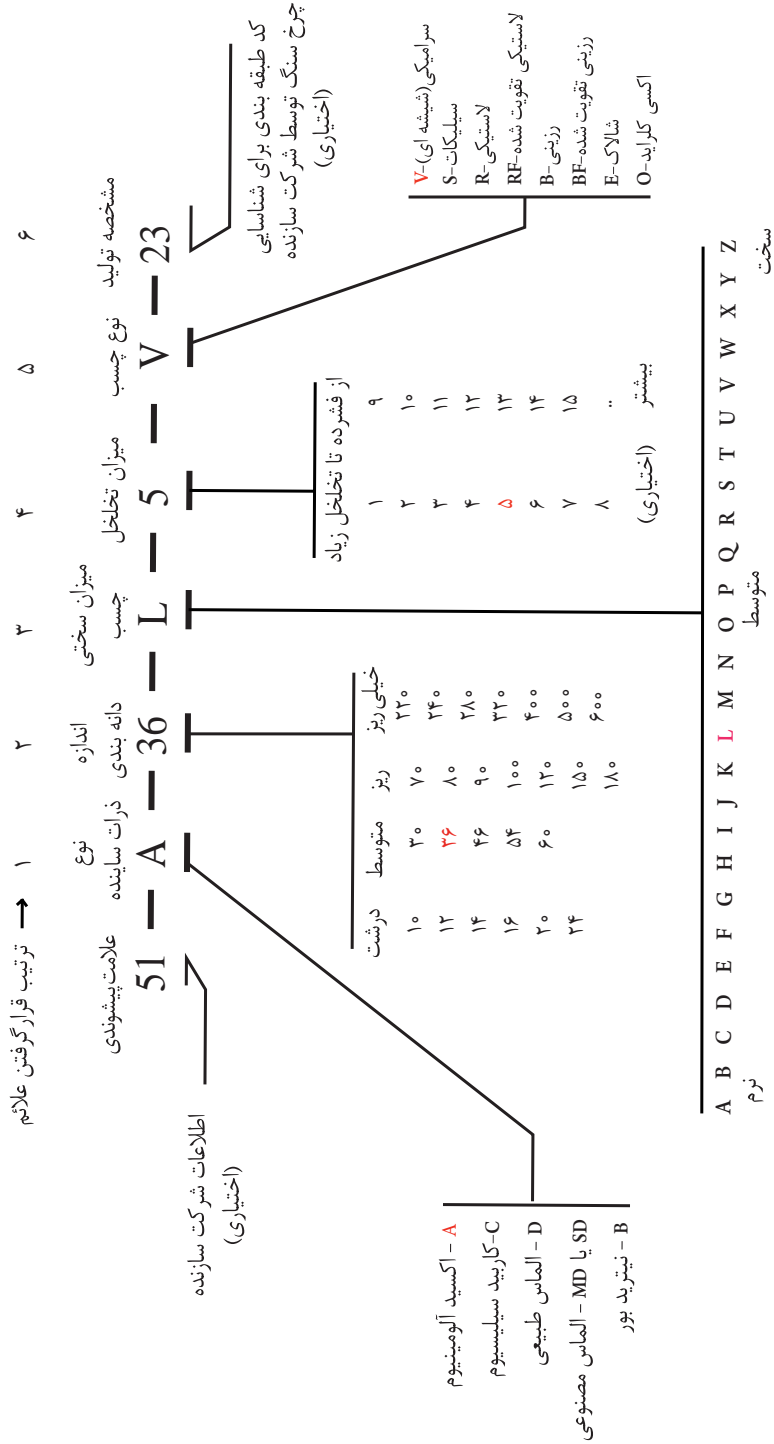 ترتیب قرارگرفتن علائم → ۱ ۲ ۳ ۴ ۵ ۶
علامت پیشوندی
نوع
ذرات ساینده
اندازه
دانه بندی
میزان سختی
چسب
میزان تخلخل
نوع چسب
مشخصه تولید
51 — A — 36 — L — 5 — V — 23
اطلاعات شرکت سازنده
(اختیاری)
کد طبقه بندی برای شناسایی
چرخ سنگ توسط شرکت سازنده
(اختیاری)
A - اکسید آلومینیوم
C-کاربید سیلیسیوم
D - الماس طبیعی
SD یا MD - الماس مصنوعی
B - نیترید بور
درشت متوسط ریز خیلی ریز
۱۰ ۳۰ ۷۰ ۲۲۰
۱۲ ۳۶ ۸۰ ۲۴۰
۱۴ ۴۶ ۹۰ ۲۸۰
۱۶ ۵۴ ۱۰۰ ۳۲۰
۲۰ ۶۰ ۱۲۰ ۴۰۰
۲۴ ۱۵۰ ۵۰۰
۱۸۰ ۶۰۰
از فشرده تا تخلخل زیاد
۱ ۹
۲ ۱۰
۳ ۱۱
۴ ۱۲
۵ ۱۳
۶ ۱۴
۷ ۱۵
۸ ..
(اختیاری) بیشتر
V-سرامیکی(شیشه ای)
S-سیلیکات
R-لاستیکی
RF-لاستیکی تقویت شده
B-رزینی
BF-رزینی تقویت شده
E-شالاک
O-اکسی کلراید
A B C D E F G H I J K L M N O P Q R S T U V W X Y Z
نرم متوسط سخت